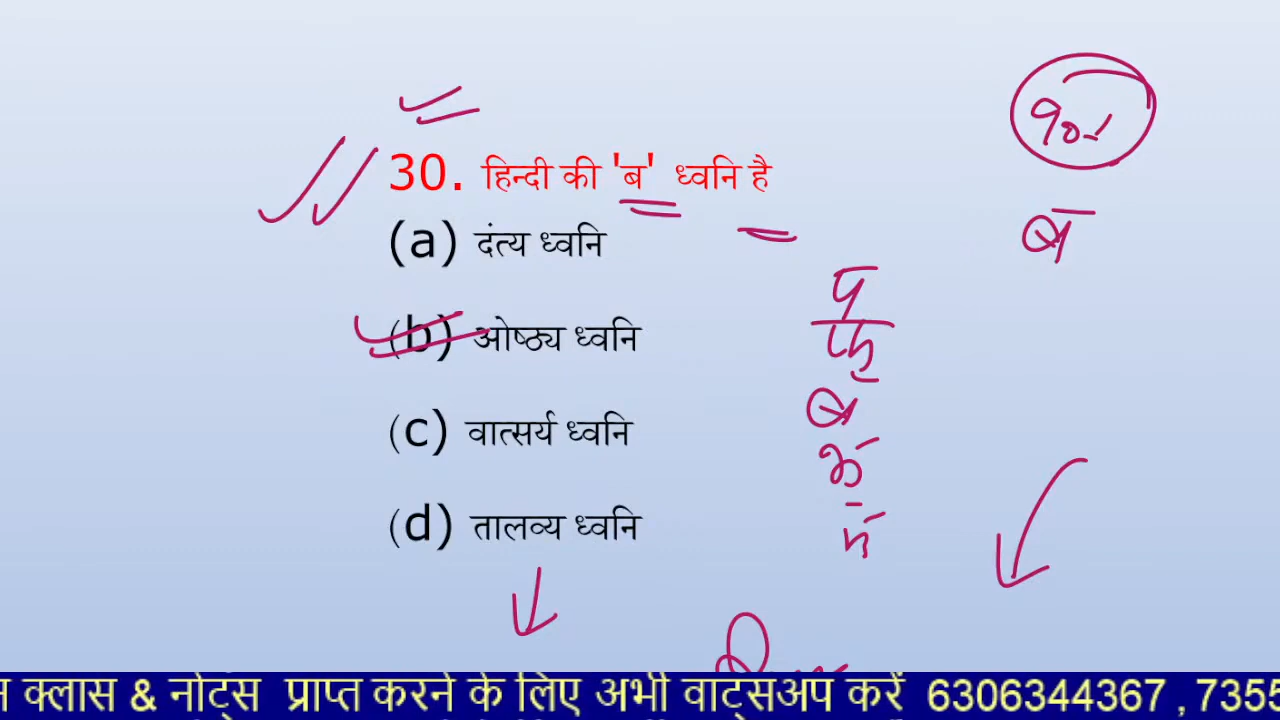 30. हिन्दी की 'ब' ध्वनि है
(a) दंत्य ध्वनि
(b) ओष्ठ्य ध्वनि
(c) वात्सर्य ध्वनि
(d) तालव्य ध्वनि
ब
प
फ
ब
भ
म
क्लास & नोट्स प्राप्त करने के लिए अभी वाट्सअप करें 6306344367 , 7355